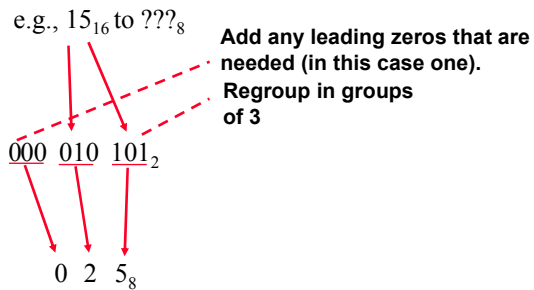 e.g., 15₁₆ to ???₈
Add any leading zeros that are
needed (in this case one).
Regroup in groups
of 3
000 010 101₂
0 2 5₈